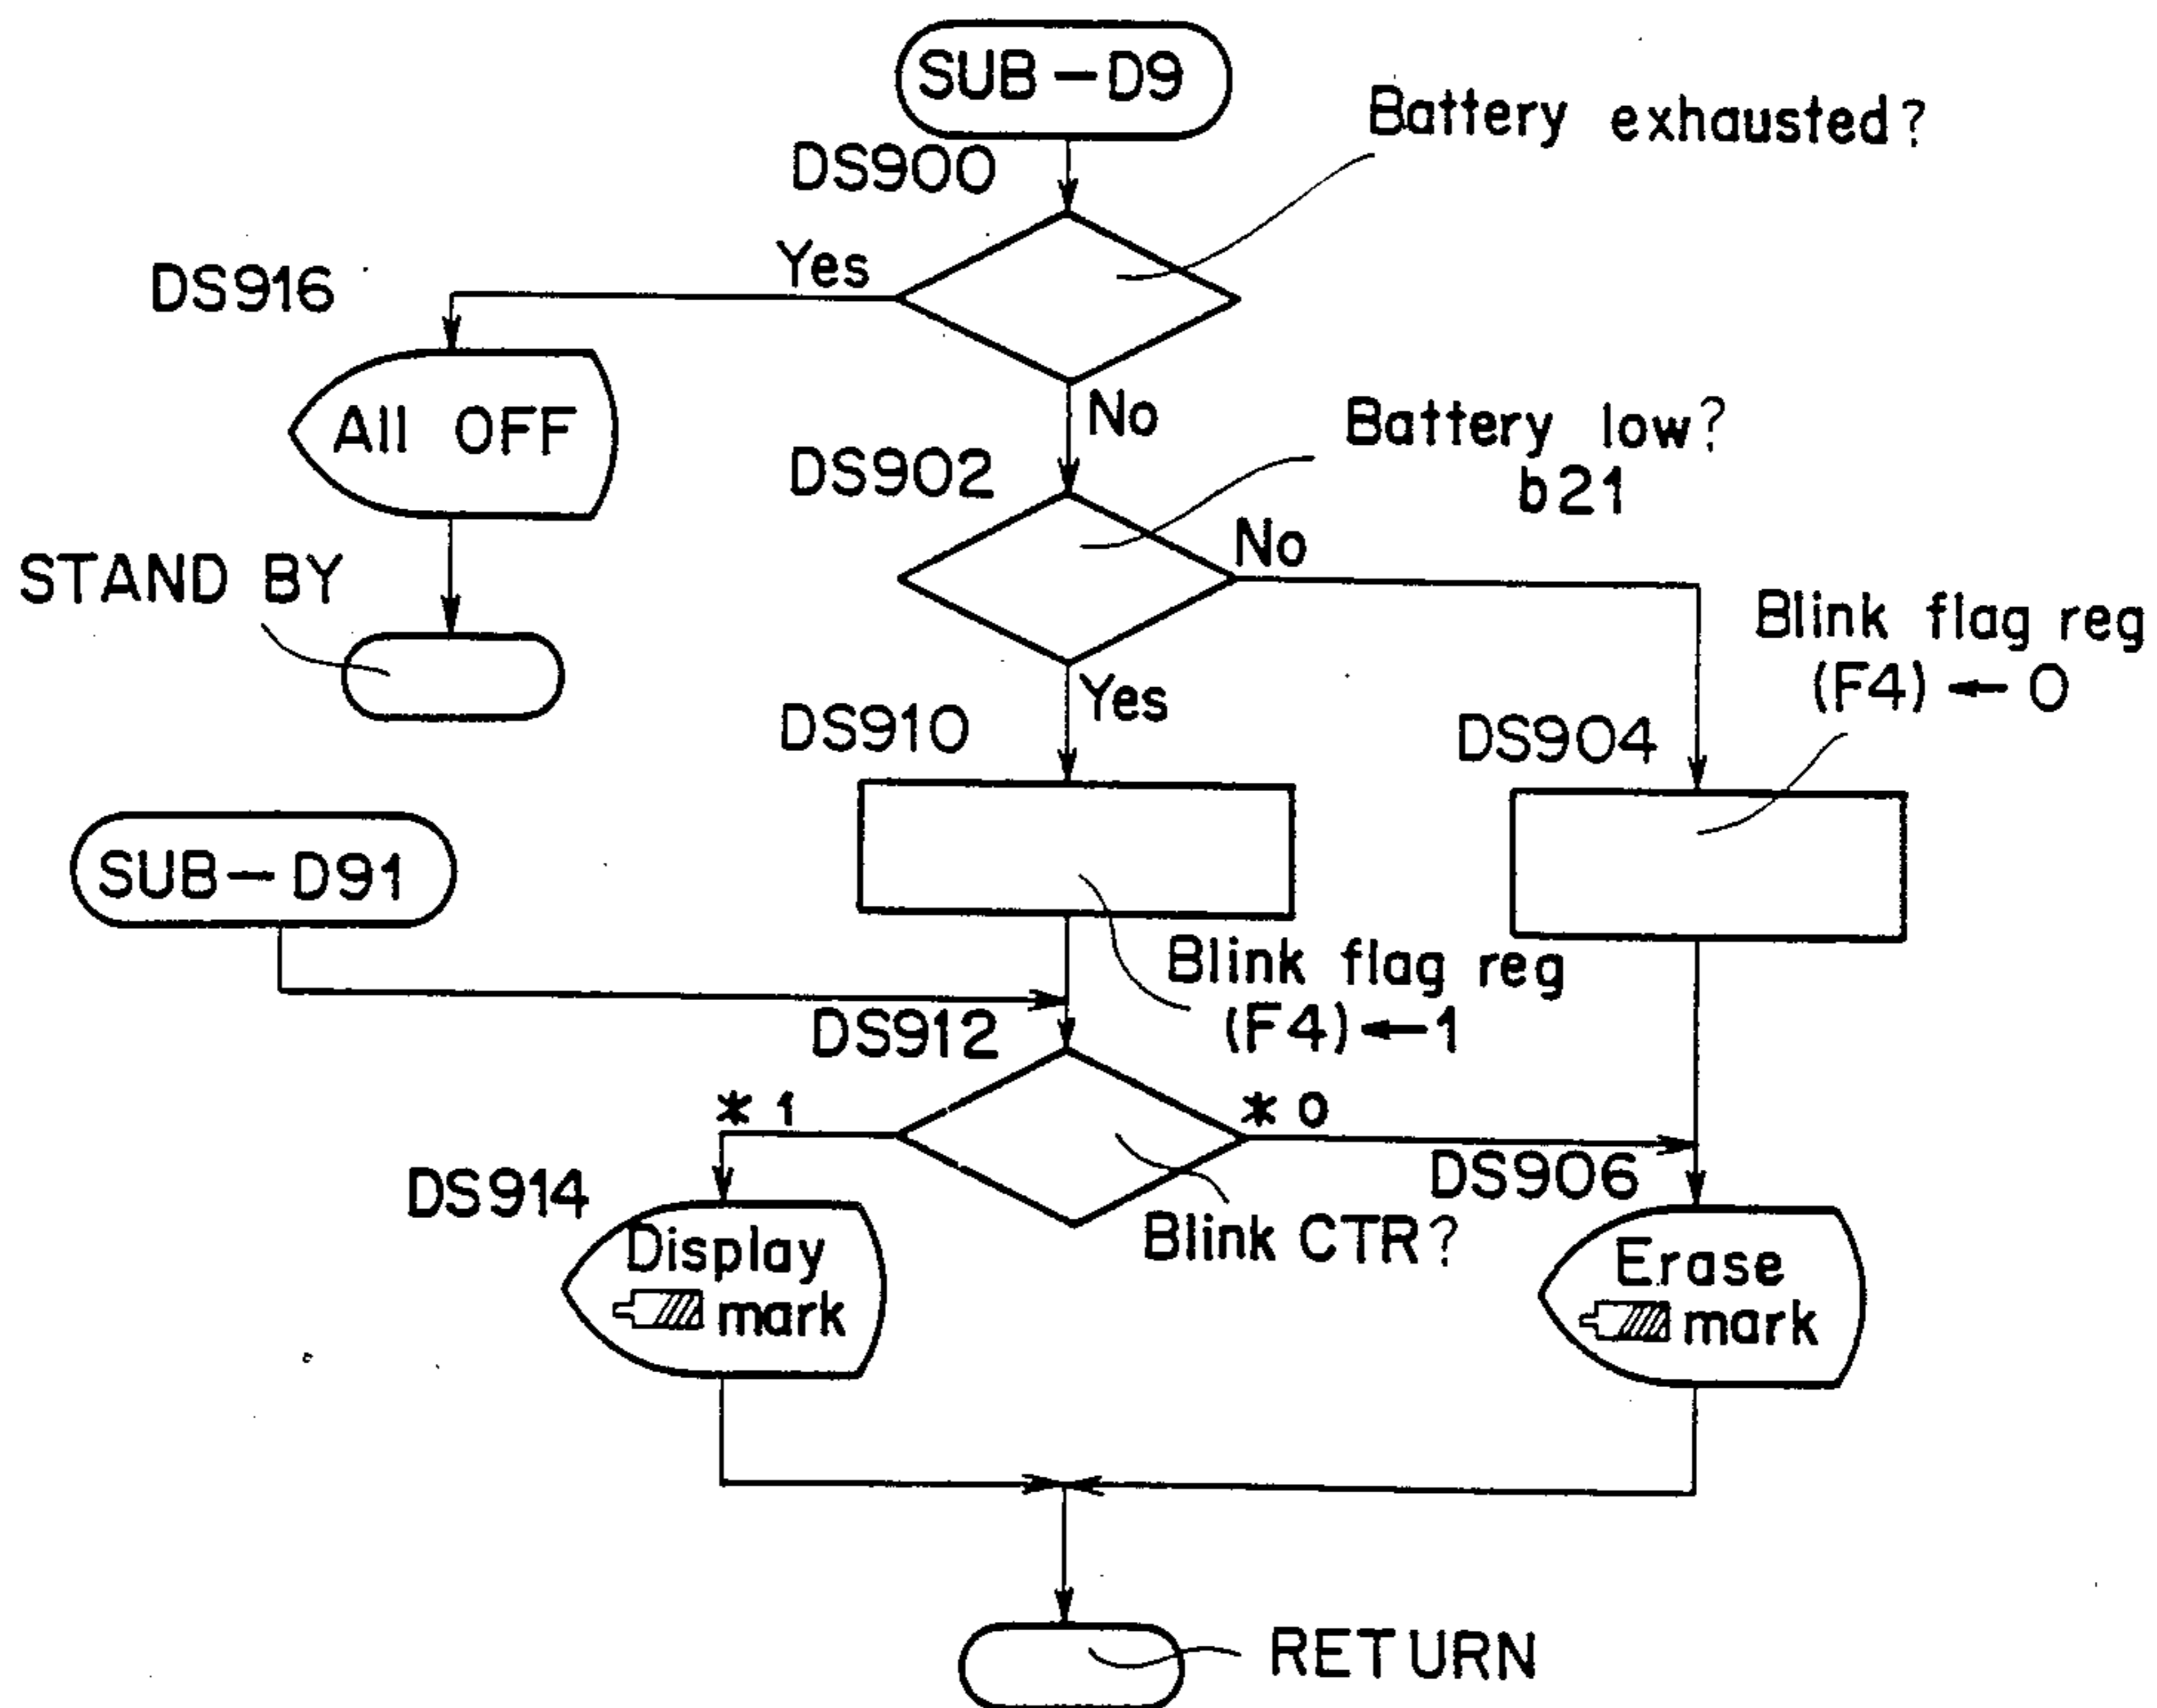 SUB-D9
Battery exhausted?
DS900
Yes
DS916
All OFF
No
Battery low?
b21
DS902
No
STAND BY
Blink flag reg
(F4) ← 0
Yes
DS910
DS904
SUB-D91
Blink flag reg
(F4) ← 1
DS912
* 1
* 0
DS914
DS906
Blink CTR?
Display
mark
Erase
mark
RETURN